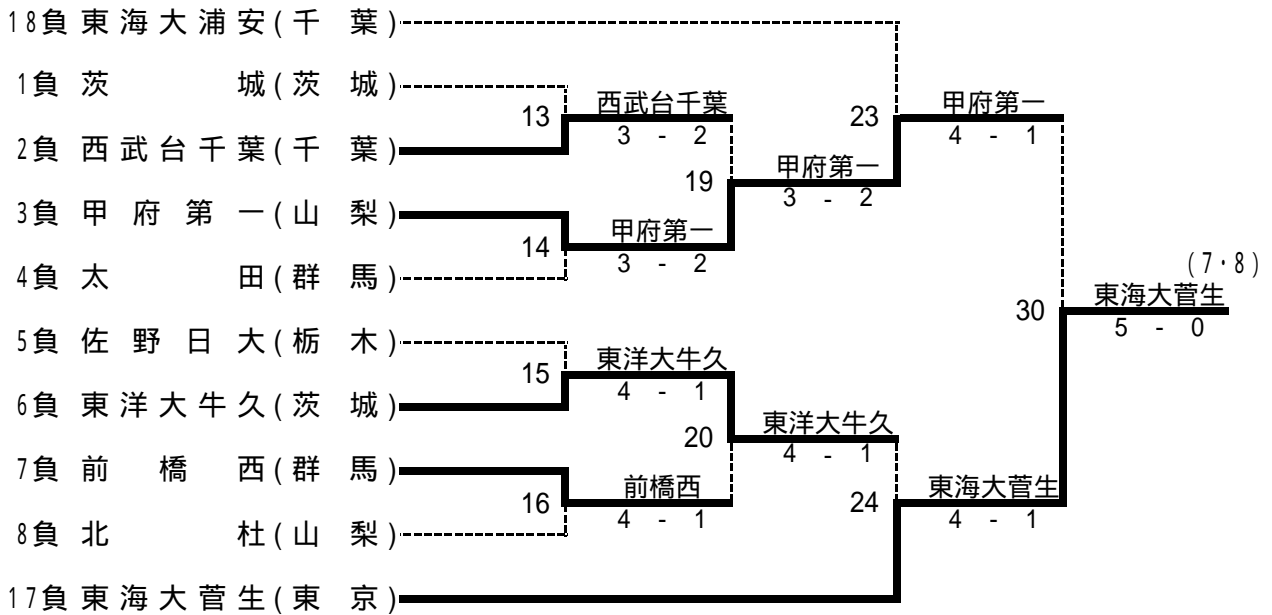 18負 東海大浦安(千 葉)
1負 茨 城(茨 城)
13 西武台千葉 23 甲府第一
3 - 2 4 - 1
2負 西武台千葉(千 葉)
19 甲府第一
3 - 2
3負 甲府第一(山 梨)
14 甲府第一
3 - 2
4負 太 田(群 馬)
(7・8)
30 東海大菅生
5 - 0
5負 佐野日大(栃 木)
15 東洋大牛久
4 - 1
6負 東洋大牛久(茨 城)
20 東洋大牛久
4 - 1
7負 前橋西(群 馬)
16 前橋西 24 東海大菅生
4 - 1 4 - 1
8負 北 杜(山 梨)
17負 東海大菅生(東 京)